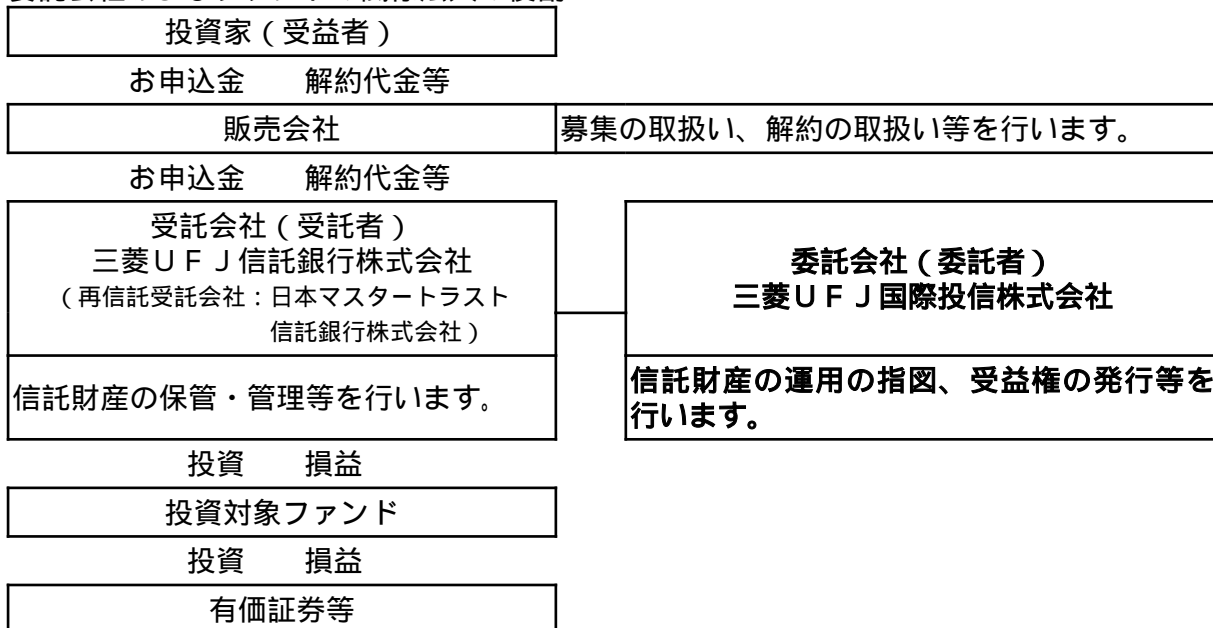 投資家(受益者)
お申込金 解約代金等
販売会社 募集の取扱い、解約の取扱い等を行います。
お申込金 解約代金等
受託会社(受託者)
三菱UFJ信託銀行株式会社
(再信託受託会社:日本マスタートラスト
信託銀行株式会社)
委託会社(委託者)
三菱UFJ国際投信株式会社
信託財産の保管・管理等を行います。
信託財産の運用の指図、受益権の発行等を
行います。
投資 損益
投資対象ファンド
投資 損益
有価証券等